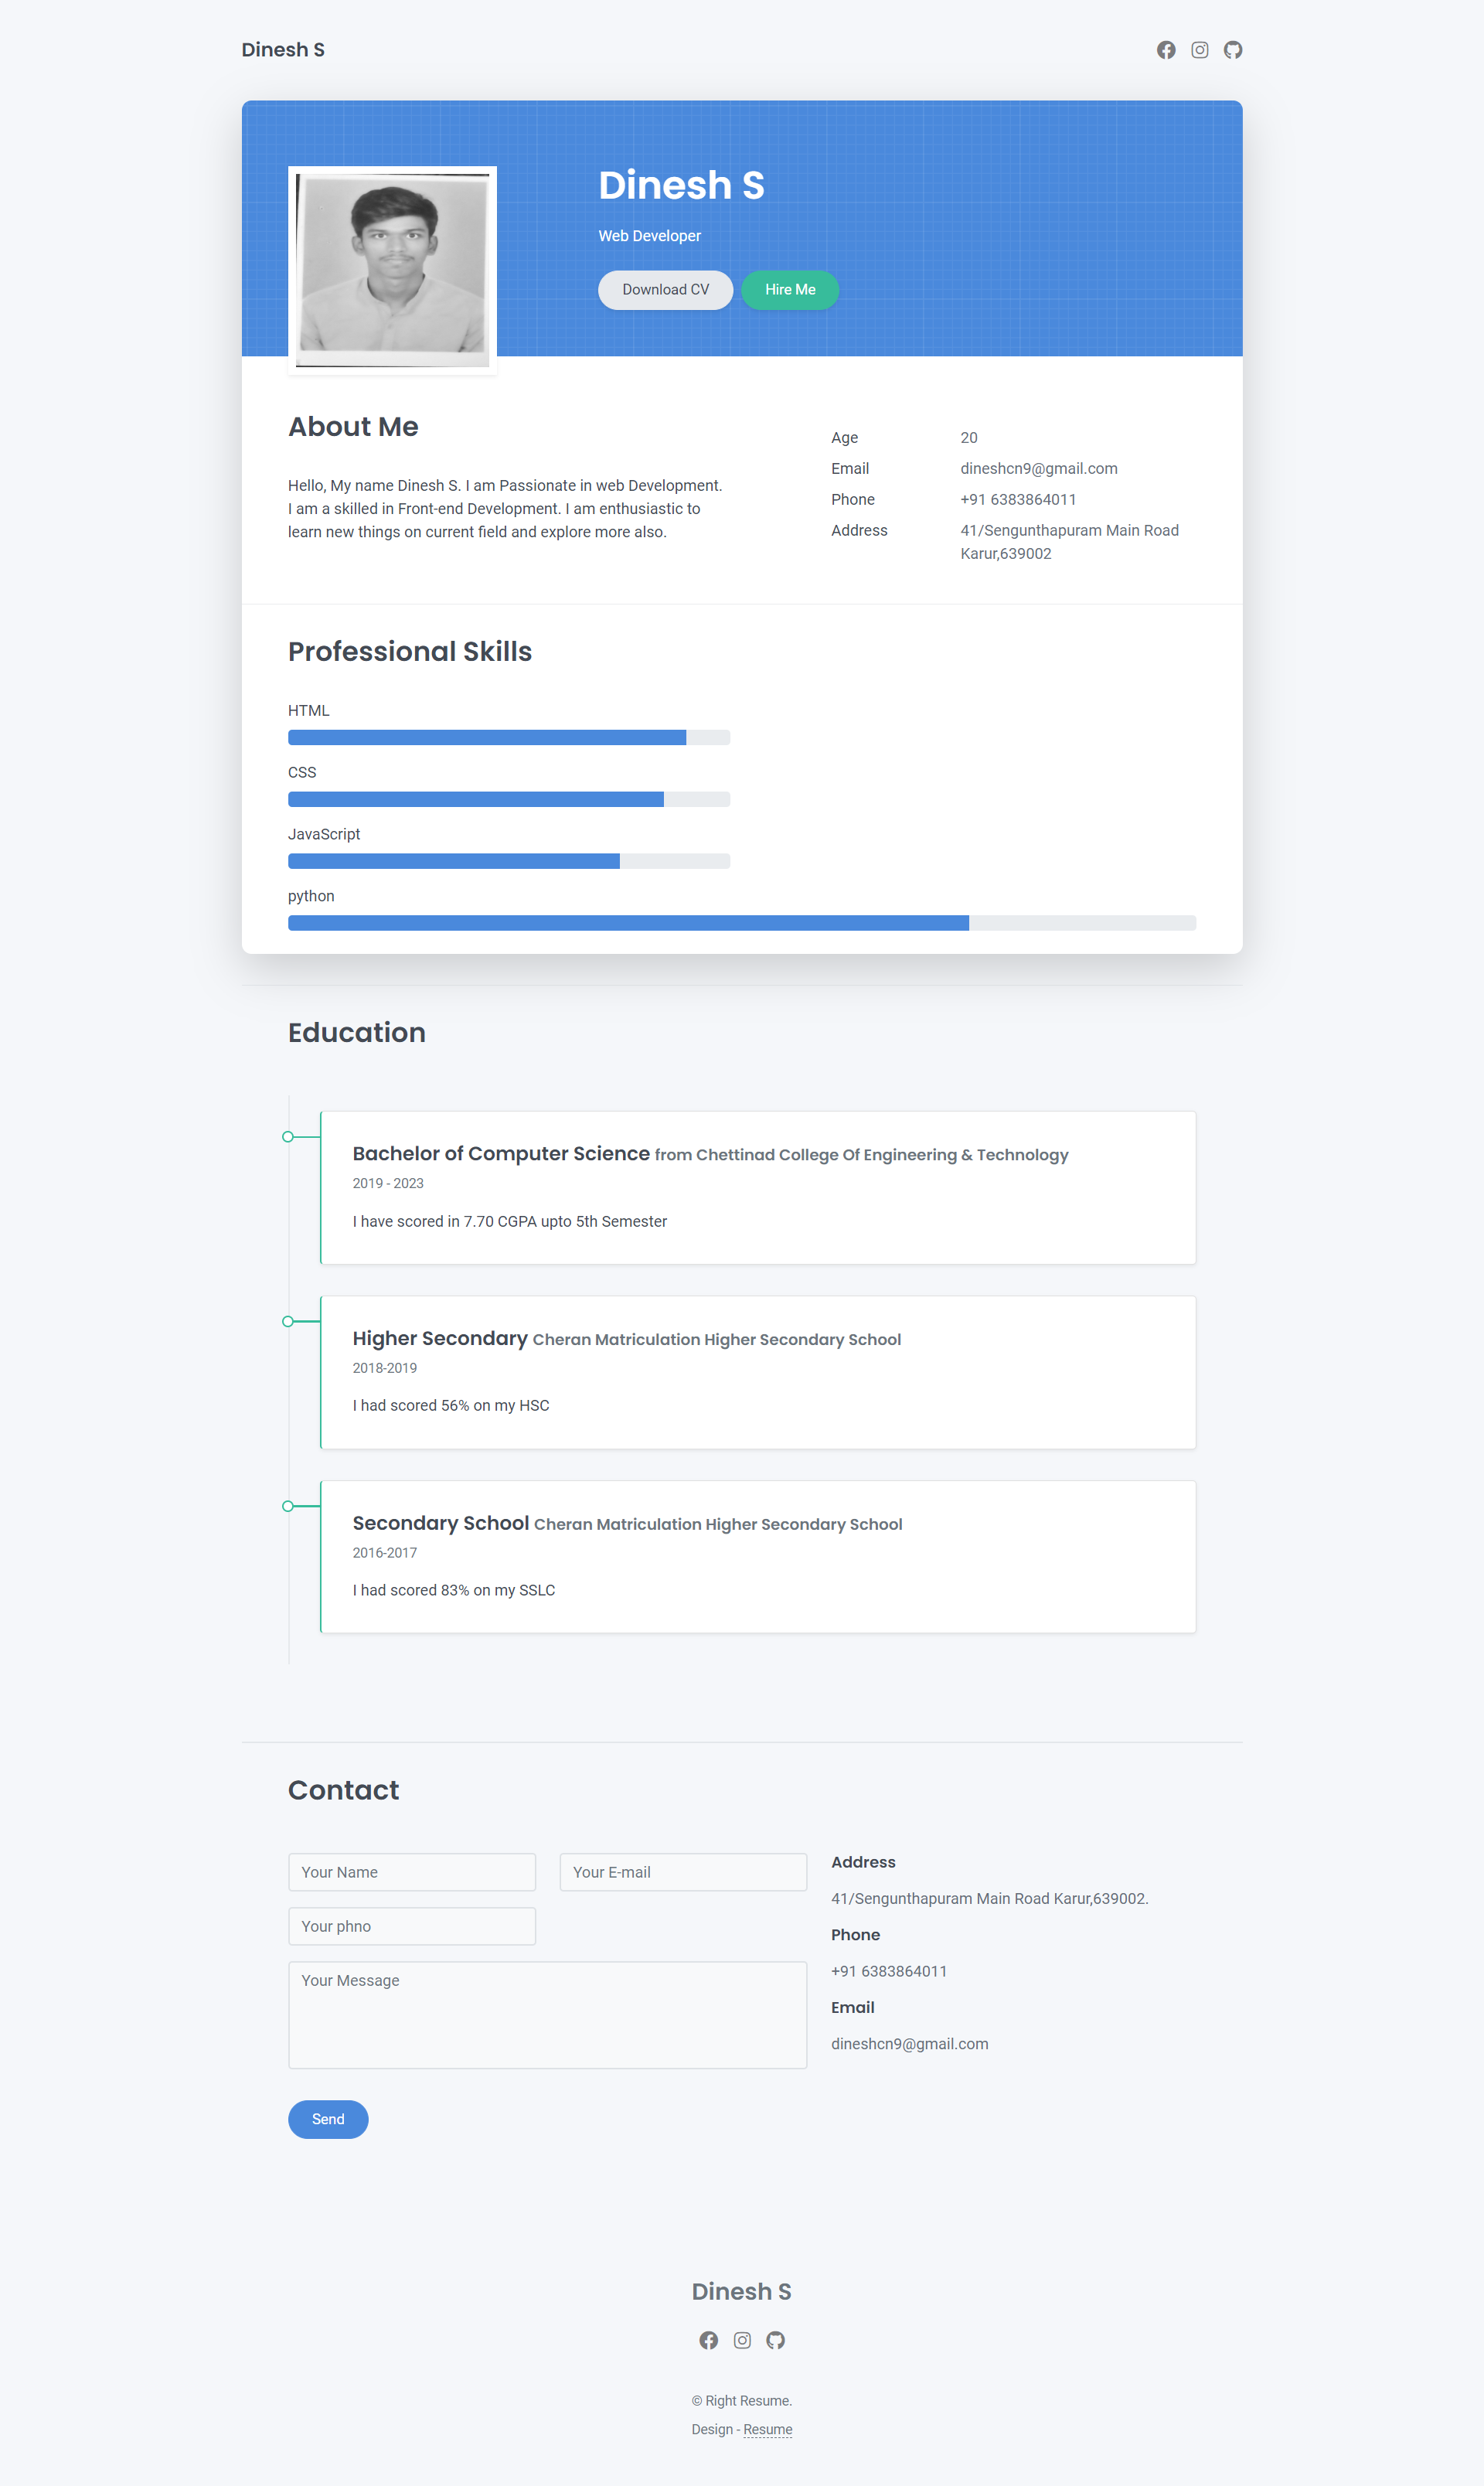 Dinesh S
Dinesh S
Web Developer
Download CV
Hire Me
About Me
Hello, My name Dinesh S. I am Passionate in web Development.
I am a skilled in Front-end Development. I am enthusiastic to
learn new things on current field and explore more also.
Age 20
Email dineshcn9@gmail.com
Phone +91 6383864011
Address 41/Sengunthapuram Main Road
Karur,639002
Professional Skills
HTML
CSS
JavaScript
python
Education
Bachelor of Computer Science from Chettinad College Of Engineering & Technology
2019 - 2023
I have scored in 7.70 CGPA upto 5th Semester
Higher Secondary Cheran Matriculation Higher Secondary School
2018-2019
I had scored 56% on my HSC
Secondary School Cheran Matriculation Higher Secondary School
2016-2017
I had scored 83% on my SSLC
Contact
Your Name
Your E-mail
Your phno
Your Message
Send
Address
41/Sengunthapuram Main Road Karur,639002.
Phone
+91 6383864011
Email
dineshcn9@gmail.com
Dinesh S
© Right Resume.
Design - Resume